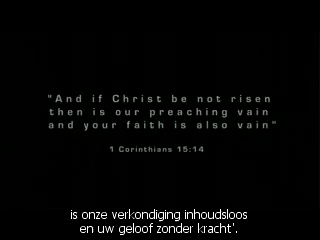 "And if Christ be not risen
then is our preaching vain
and your faith is also vain"
1 Corinthians 15:14
is onze verkondiging inhoudsloos
en uw geloof zonder kracht'.